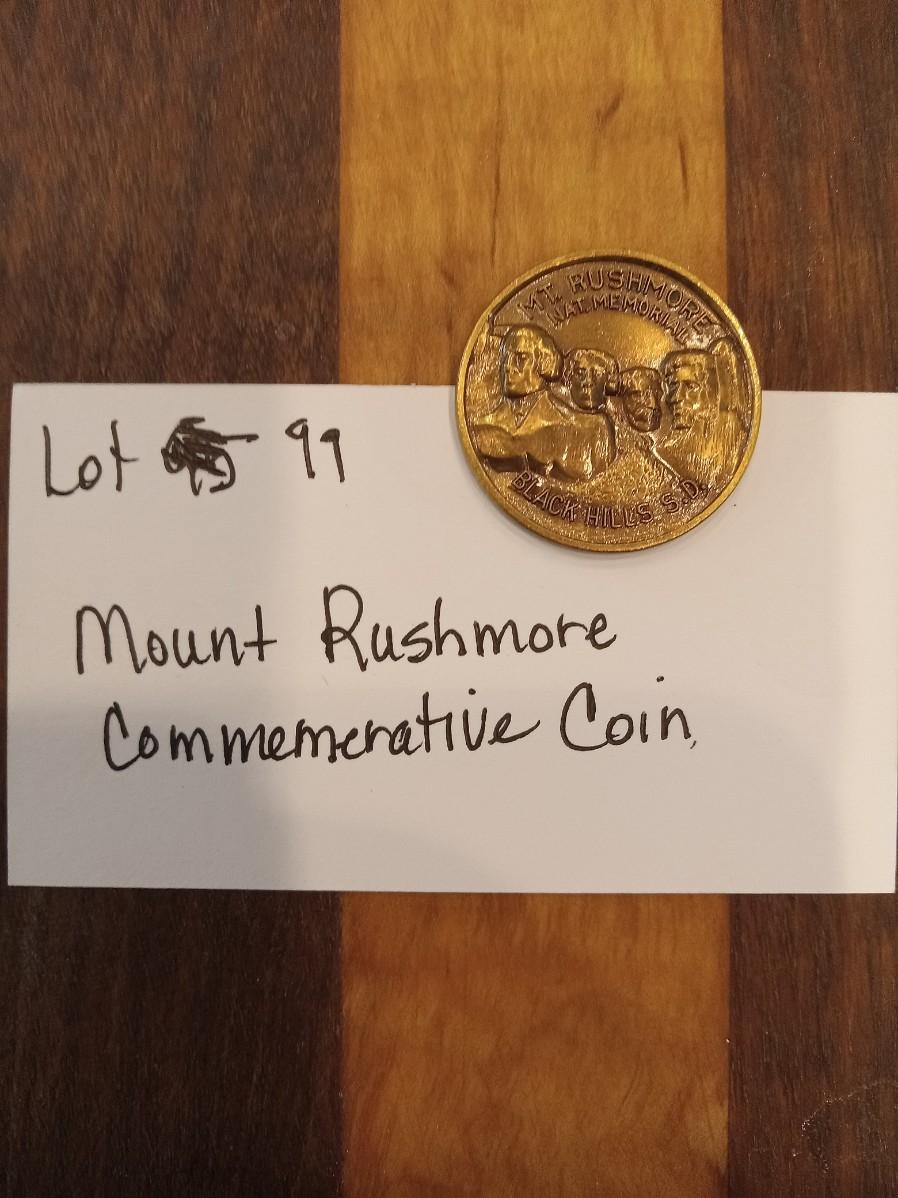 MT. RUSHMORE
NAT. MEMORIAL
BLACK HILLS S.D.
Lot 99
Mount Rushmore
Commemerative Coin.